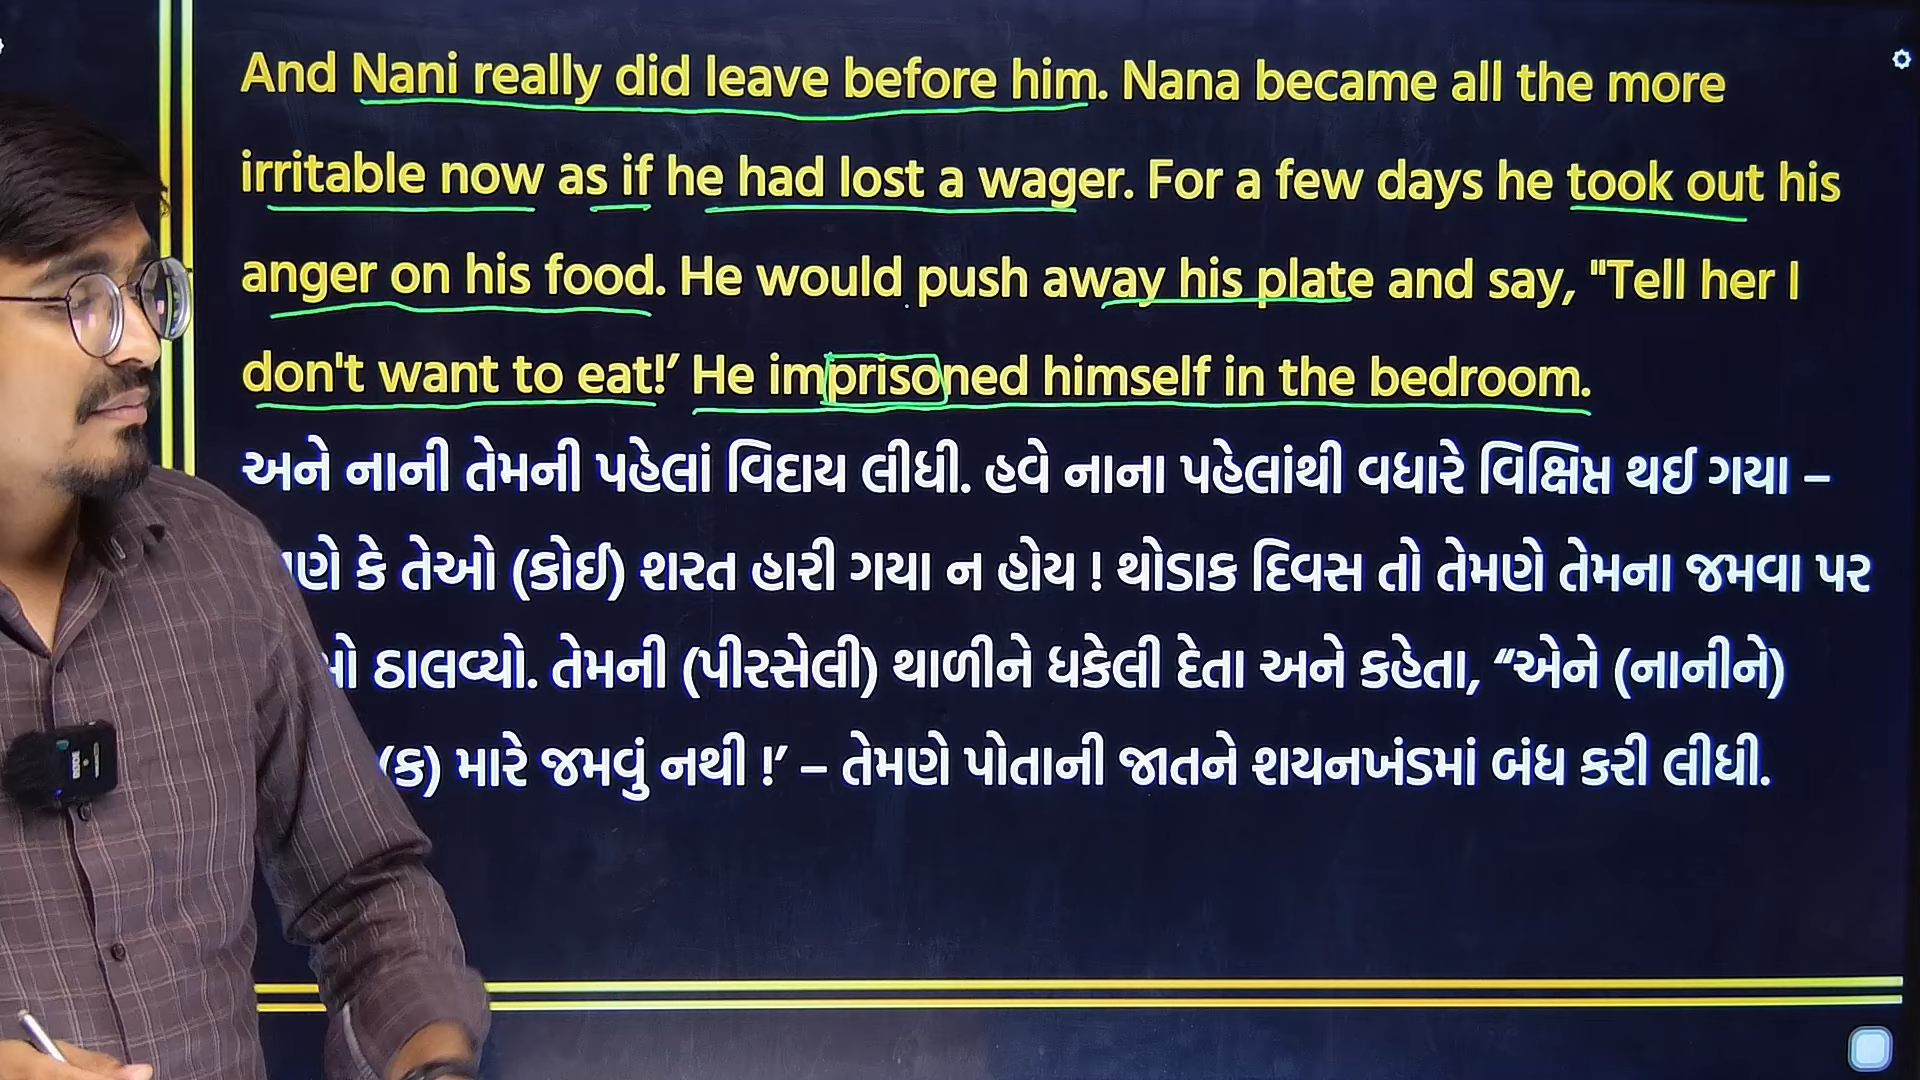 And Nani really did leave before him. Nana became all the more
irritable now as if he had lost a wager. For a few days he took out his
anger on his food. He would push away his plate and say, "Tell her I
don't want to eat!’ He imprisoned himself in the bedroom.
અને નાની તેમની પહેલાં વિદાય લીધી. હવે નાના પહેલાંથી વધારે વિક્ષિપ્ત થઈ ગયા –
કે તેઓ (કોઈ) શરત હારી ગયા ન હોય ! થોડાક દિવસ તો તેમણે તેમના જમવા પર
ઠાલવ્યો. તેમની (પીરસેલી) થાળીને ધકેલી દેતા અને કહેતા, “એને (નાનીને)
(ક) મારે જમવું નથી !’ – તેમણે પોતાની જાતને શયનખંડમાં બંધ કરી લીધી.